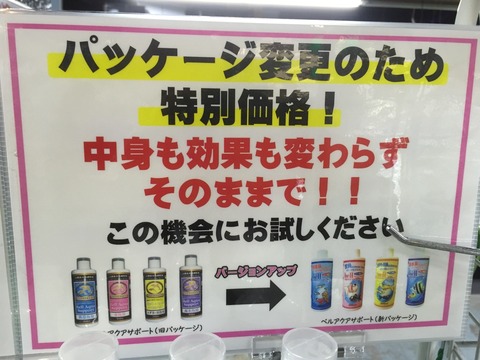 パッケージ変更のため
特別価格!
中身も効果も変わらず
そのままで!!
この機会にお試しください
バージョンアップ
アクアサポート(旧パッケージ)
ベルアクアサポート(新パッケージ)